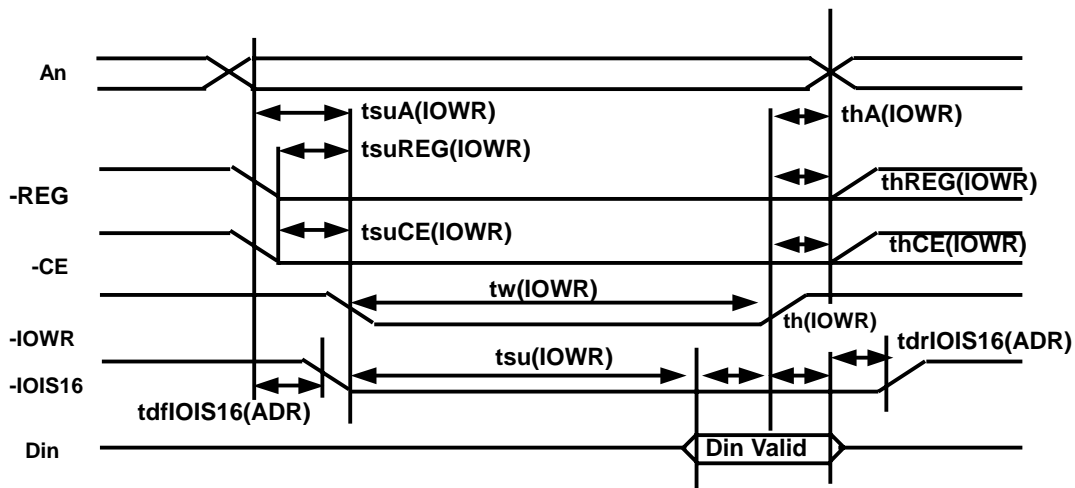 An
tsuA(IOWR)
thA(IOWR)
tsuREG(IOWR)
-REG
thREG(IOWR)
tsuCE(IOWR)
thCE(IOWR)
-CE
tw(IOWR)
th(IOWR)
-IOWR
tsu(IOWR)
tdrIOIS16(ADR)
-IOIS16
tdfIOIS16(ADR)
Din
Din Valid